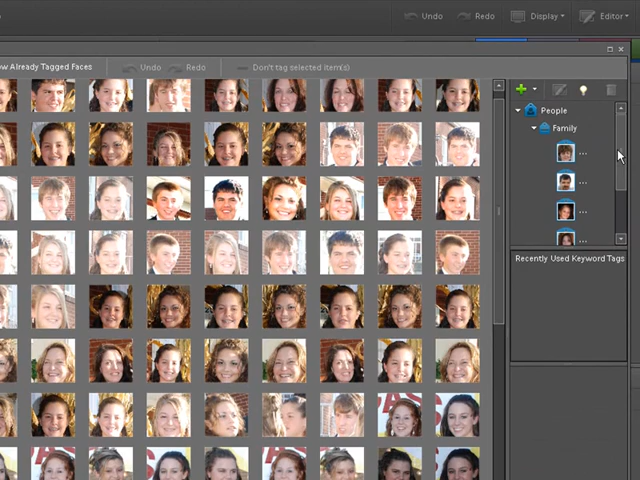 Undo Redo Display Editor
ow Already Tagged Faces Undo Redo Don't tag selected item(s)
People
Family
...
...
...
...
Recently Used Keyword Tags